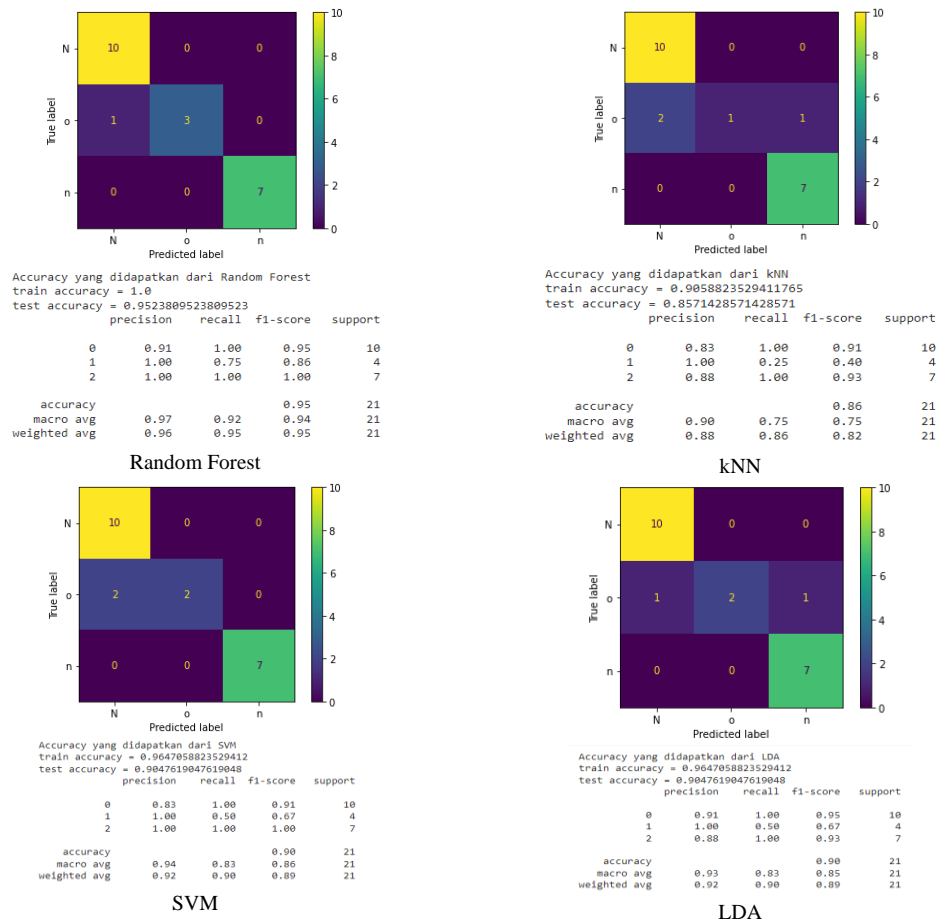 10
N
10
0
0
8
6
True label
o
1
3
0
4
2
n
0
0
7
0
N
o
n
Predicted label
Accuracy yang didapatkan dari Random Forest
train accuracy = 1.0
test accuracy = 0.9523809523809523
precision recall f1-score support
0 0.91 1.00 0.95 10
1 1.00 0.75 0.86 4
2 1.00 1.00 1.00 7
accuracy 0.95 21
macro avg 0.97 0.92 0.94 21
weighted avg 0.96 0.95 0.95 21
Random Forest
10
N
10
0
0
8
6
True label
o
2
1
1
4
2
n
0
0
7
0
N
o
n
Predicted label
Accuracy yang didapatkan dari kNN
train accuracy = 0.9058823529411765
test accuracy = 0.8571428571428571
precision recall f1-score support
0 0.83 1.00 0.91 10
1 1.00 0.25 0.40 4
2 0.88 1.00 0.93 7
accuracy 0.86 21
macro avg 0.90 0.75 0.75 21
weighted avg 0.88 0.86 0.82 21
kNN
10
N
10
0
0
8
6
True label
o
2
2
0
4
2
n
0
0
7
0
N
o
n
Predicted label
Accuracy yang didapatkan dari SVM
train accuracy = 0.9647058823529412
test accuracy = 0.9047619047619048
precision recall f1-score support
0 0.83 1.00 0.91 10
1 1.00 0.50 0.67 4
2 1.00 1.00 1.00 7
accuracy 0.90 21
macro avg 0.94 0.83 0.86 21
weighted avg 0.92 0.90 0.89 21
SVM
10
N
10
0
0
8
6
True label
o
1
2
1
4
2
n
0
0
7
0
N
o
n
Predicted label
Accuracy yang didapatkan dari LDA
train accuracy = 0.9647058823529412
test accuracy = 0.9047619047619048
precision recall f1-score support
0 0.91 1.00 0.95 10
1 1.00 0.50 0.67 4
2 0.88 1.00 0.93 7
accuracy 0.90 21
macro avg 0.93 0.83 0.85 21
weighted avg 0.92 0.90 0.89 21
LDA